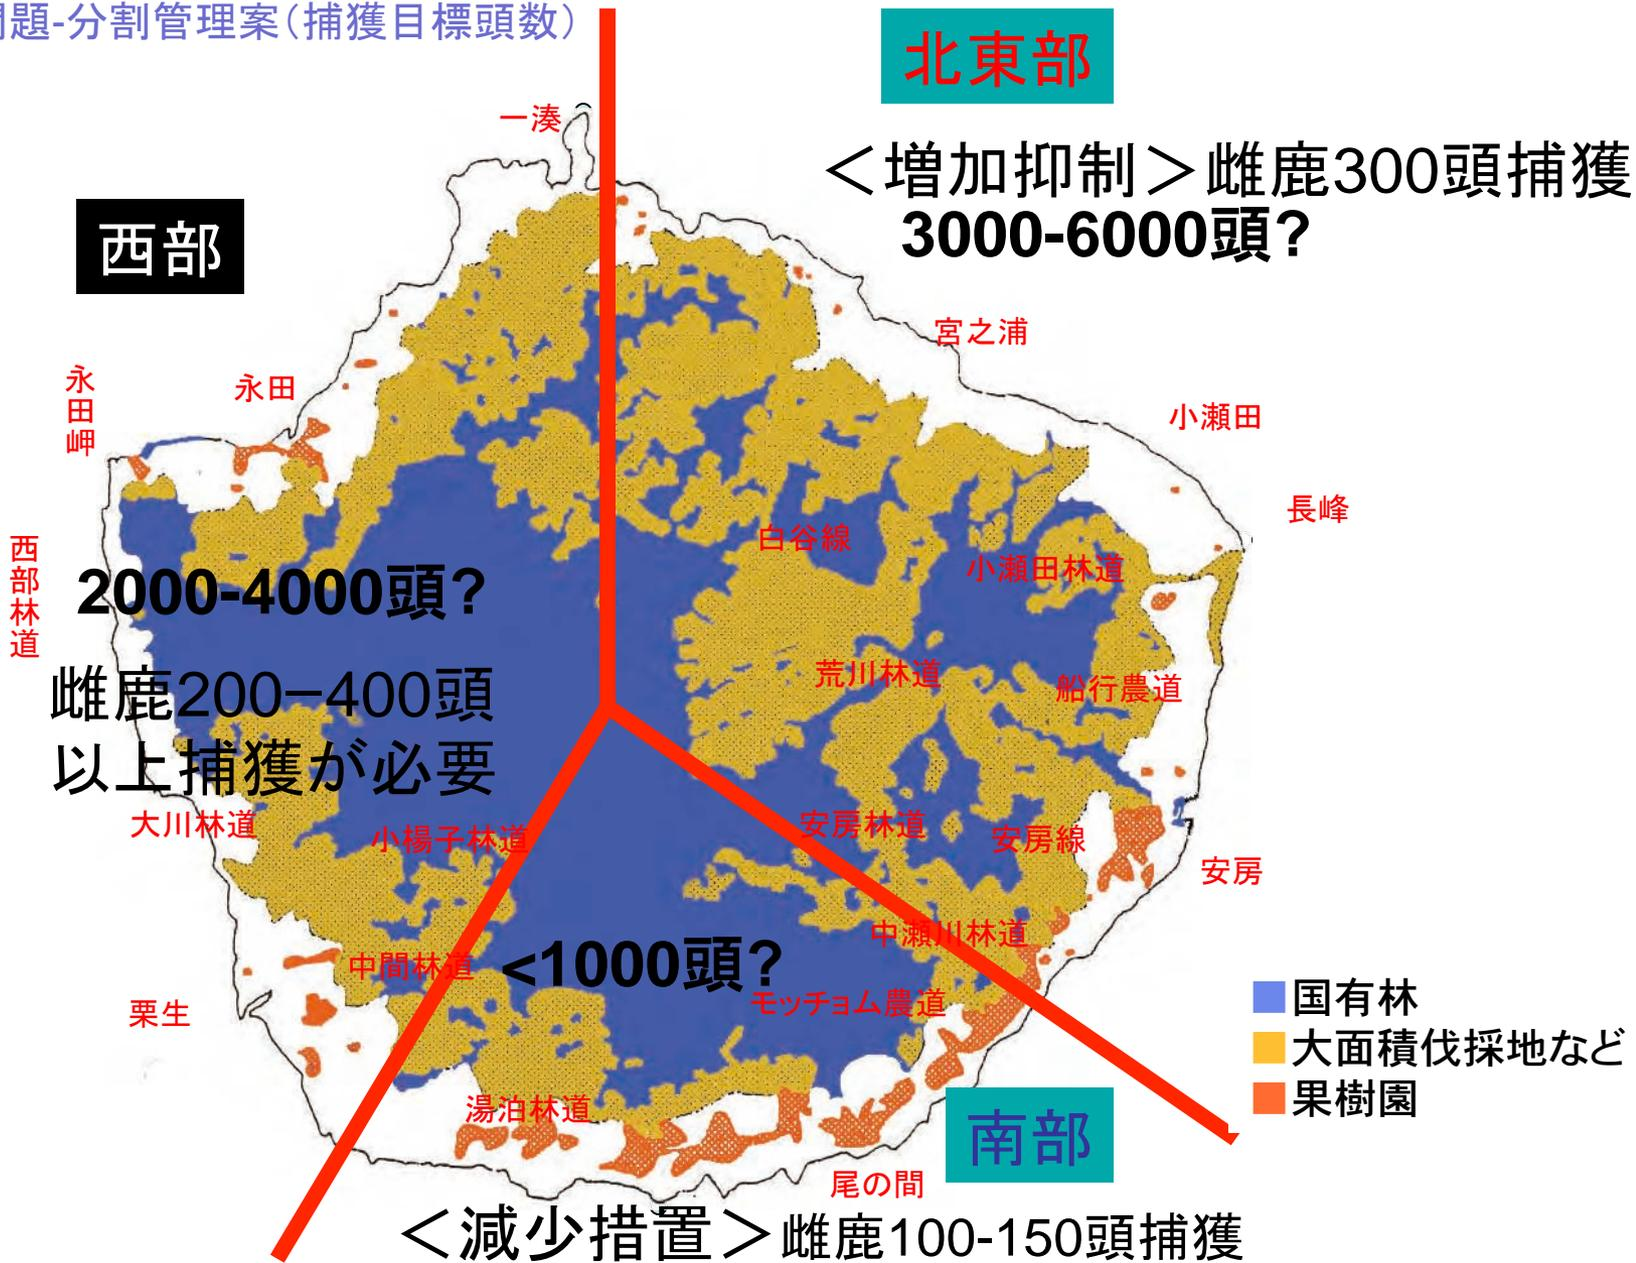 題-分割管理案(捕獲目標頭数)
北東部
一湊
<増加抑制>雌鹿300頭捕獲
3000-6000頭?
西部
宮之浦
永田岬
永田
小瀬田
長峰
西部林道
白谷線
小瀬田林道
2000-4000頭?
荒川林道
船行農道
雌鹿200−400頭
以上捕獲が必要
大川林道
小楊子林道
安房林道
安房線
安房
中瀬川林道
中間林道
<1000頭?
モッチョム農道
栗生
国有林
大面積伐採地など
果樹園
湯泊林道
南部
尾の間
<減少措置>雌鹿100-150頭捕獲